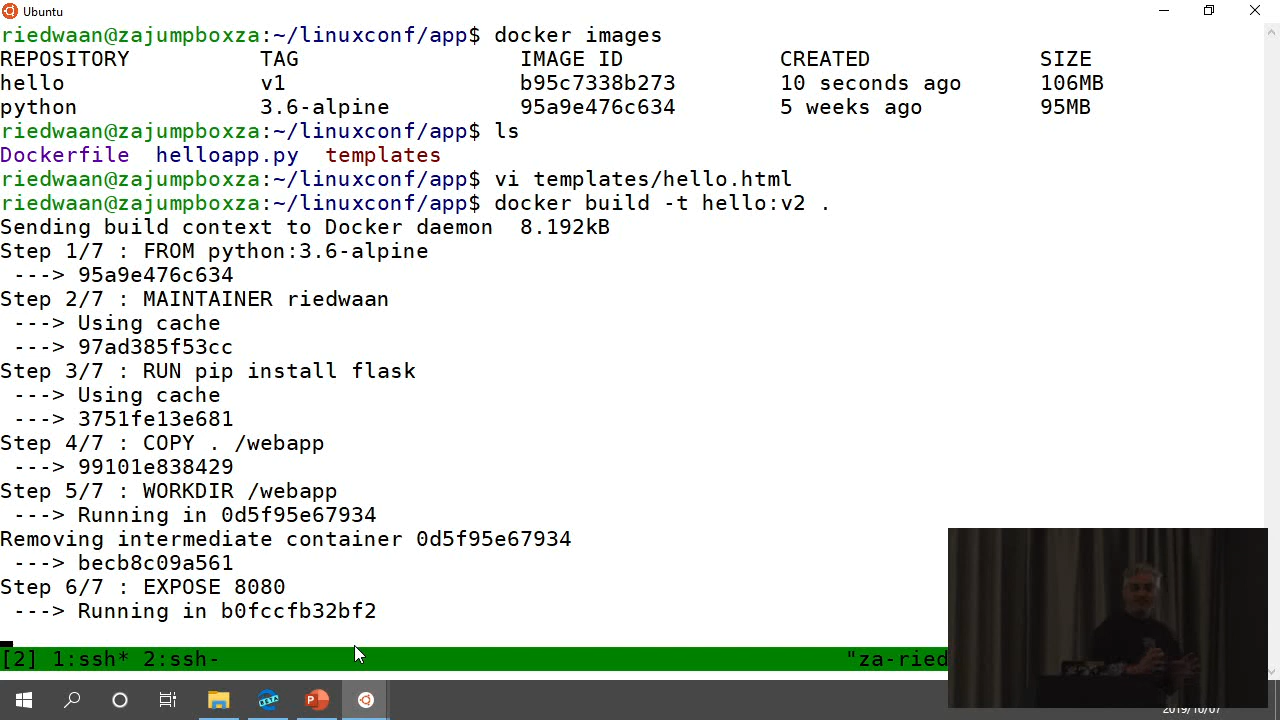 Ubuntu
riedwaan@zajumpboxza:~/linuxconf/app$ docker images
REPOSITORY TAG IMAGE ID CREATED SIZE
hello v1 b95c7338b273 10 seconds ago 106MB
python 3.6-alpine 95a9e476c634 5 weeks ago 95MB
riedwaan@zajumpboxza:~/linuxconf/app$ ls
Dockerfile helloapp.py templates
riedwaan@zajumpboxza:~/linuxconf/app$ vi templates/hello.html
riedwaan@zajumpboxza:~/linuxconf/app$ docker build -t hello:v2 .
Sending build context to Docker daemon 8.192kB
Step 1/7 : FROM python:3.6-alpine
---> 95a9e476c634
Step 2/7 : MAINTAINER riedwaan
---> Using cache
---> 97ad385f53cc
Step 3/7 : RUN pip install flask
---> Using cache
---> 3751fe13e681
Step 4/7 : COPY . /webapp
---> 99101e838429
Step 5/7 : WORKDIR /webapp
---> Running in 0d5f95e67934
Removing intermediate container 0d5f95e67934
---> becb8c09a561
Step 6/7 : EXPOSE 8080
---> Running in b0fccfb32bf2
[2] 1:ssh* 2:ssh- "za-ried
BETA
P
2019/10/07